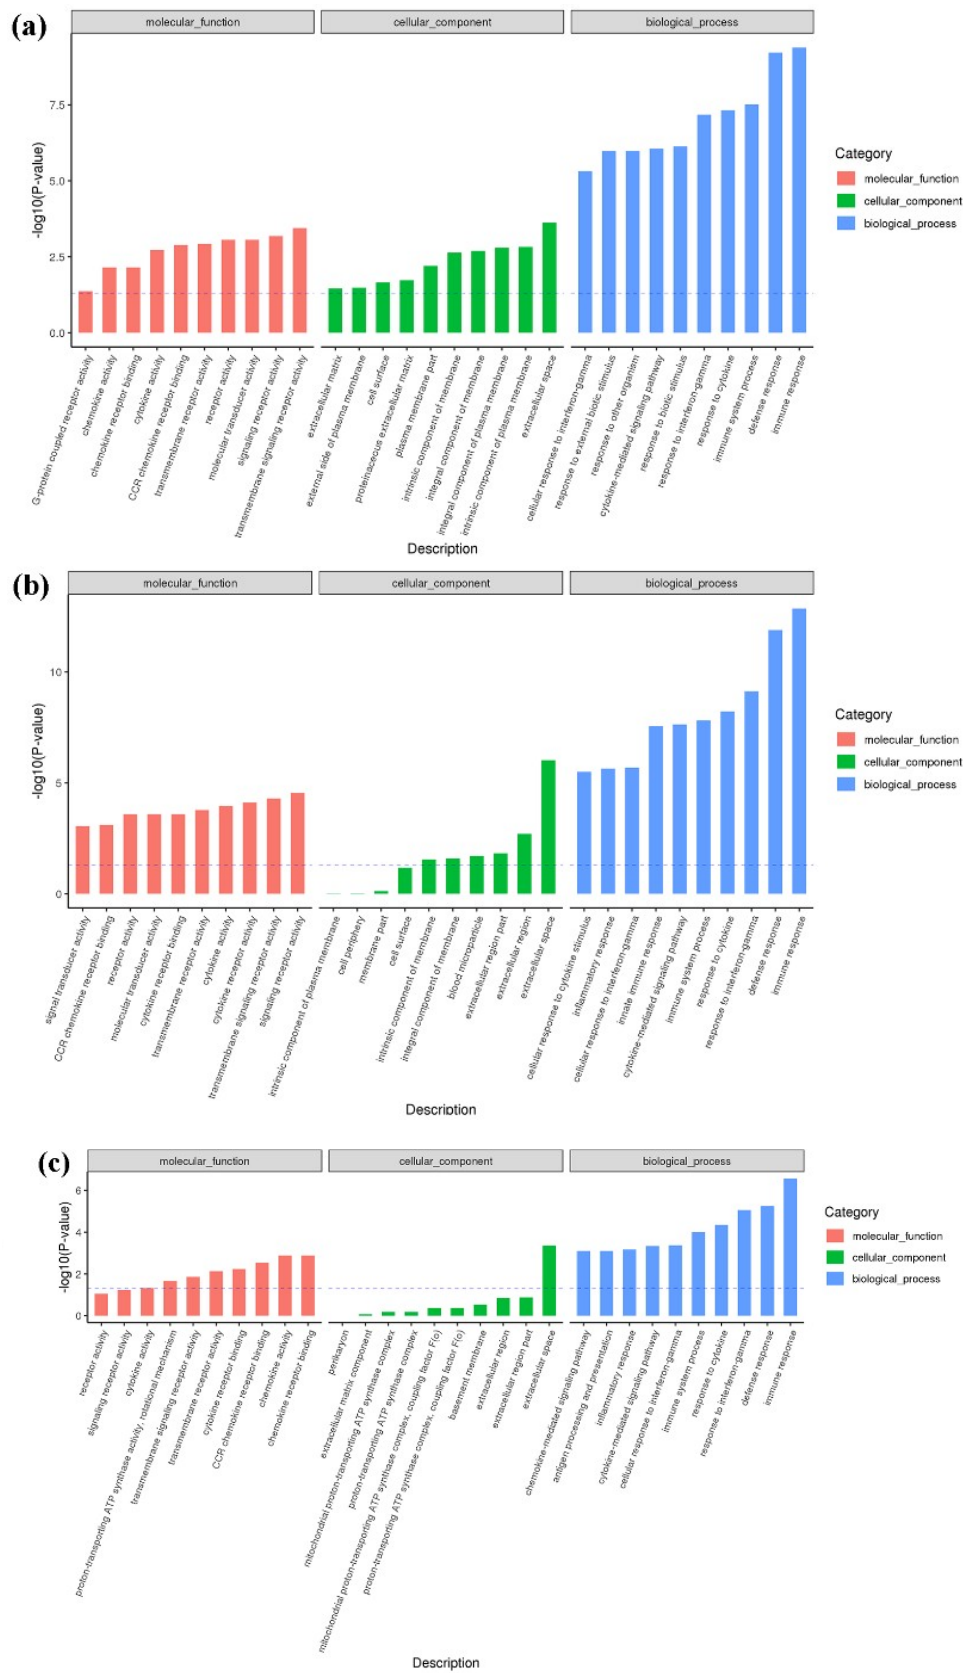 (a)
molecular_function
cellular_component
biological_process
7.5
5.0
2.5
0.0
-log10(P-value)
G-protein coupled receptor activity
chemokine activity
chemokine receptor binding
cytokine activity
CCR chemokine receptor binding
transmembrane receptor activity
receptor activity
molecular transducer activity
signaling receptor activity
transmembrane signaling receptor activity
extracellular matrix
external side of plasma membrane
cell surface
proteinaceous extracellular matrix
plasma membrane part
intrinsic component of membrane
integral component of membrane
integral component of plasma membrane
intrinsic component of plasma membrane
extracellular space
cellular response to interferon-gamma
response to external biotic stimulus
response to other organism
cytokine-mediated signaling pathway
response to biotic stimulus
response to interferon-gamma
response to cytokine
immune system process
defense response
immune response
Description
Category
molecular_function
cellular_component
biological_process
(b)
molecular_function
cellular_component
biological_process
10
5
0
-log10(P-value)
signal transducer activity
CCR chemokine receptor binding
receptor activity
molecular transducer activity
cytokine receptor binding
transmembrane receptor activity
cytokine activity
cytokine receptor activity
transmembrane signaling receptor activity
signaling receptor activity
intrinsic component of plasma membrane
cell periphery
membrane part
cell surface
intrinsic component of membrane
integral component of membrane
blood microparticle
extracellular region part
extracellular region
extracellular space
cellular response to cytokine stimulus
inflammatory response
cellular response to interferon-gamma
innate immune response
cytokine-mediated signaling pathway
immune system process
response to cytokine
response to interferon-gamma
defense response
immune response
Description
Category
molecular_function
cellular_component
biological_process
(c)
molecular_function
cellular_component
biological_process
6
4
2
0
-log10(P-value)
receptor activity
signaling receptor activity
cytokine activity
proton-transporting ATP synthase activity, rotational mechanism
transmembrane signaling receptor activity
transmembrane receptor activity
cytokine receptor binding
CCR chemokine receptor binding
chemokine activity
chemokine receptor binding
perikaryon
extracellular matrix component
mitochondrial proton-transporting ATP synthase complex
proton-transporting ATP synthase complex
mitochondrial proton-transporting ATP synthase complex, coupling factor F(o)
proton-transporting ATP synthase complex, coupling factor F(o)
basement membrane
extracellular region
extracellular region part
extracellular space
chemokine-mediated signaling pathway
antigen processing and presentation
inflammatory response
cytokine-mediated signaling pathway
cellular response to interferon-gamma
immune system process
response to cytokine
response to interferon-gamma
defense response
immune response
Description
Category
molecular_function
cellular_component
biological_process